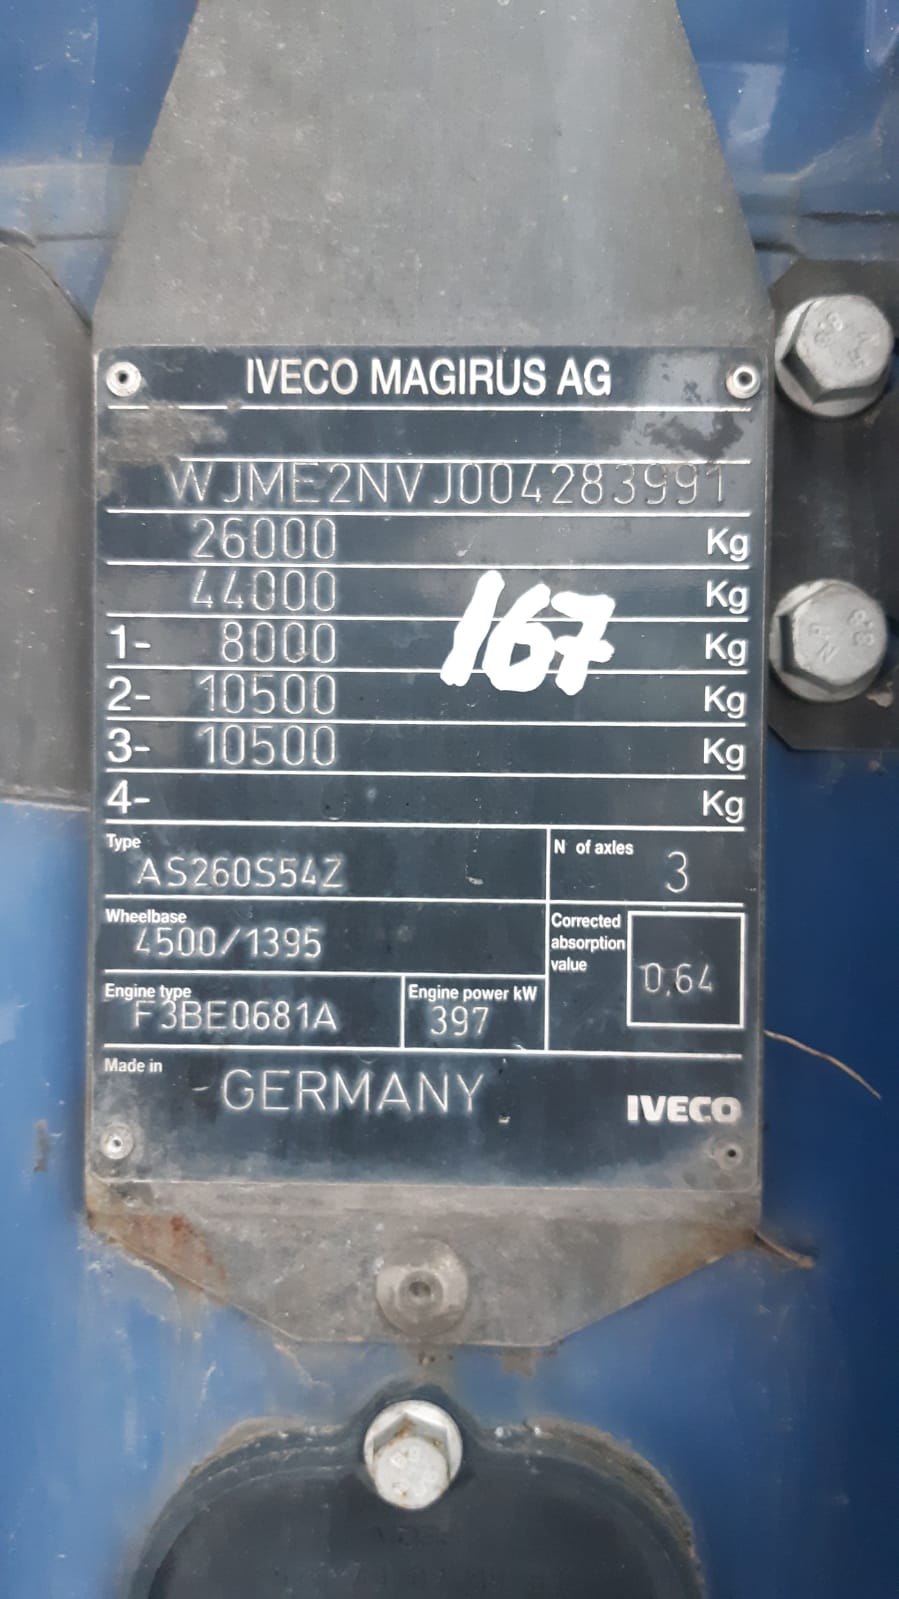 IVECO MAGIRUS AG
WJME2NVJ004283991
26000 Kg
44000 Kg
1- 8000 Kg
167
2- 10500 Kg
3- 10500 Kg
4- Kg
Type
AS260S54Z
N of axles
3
Wheelbase
4500/1395
Corrected
absorption
value
0,64
Engine type
F3BE0681A
Engine power kW
397
Made in
GERMANY
IVECO